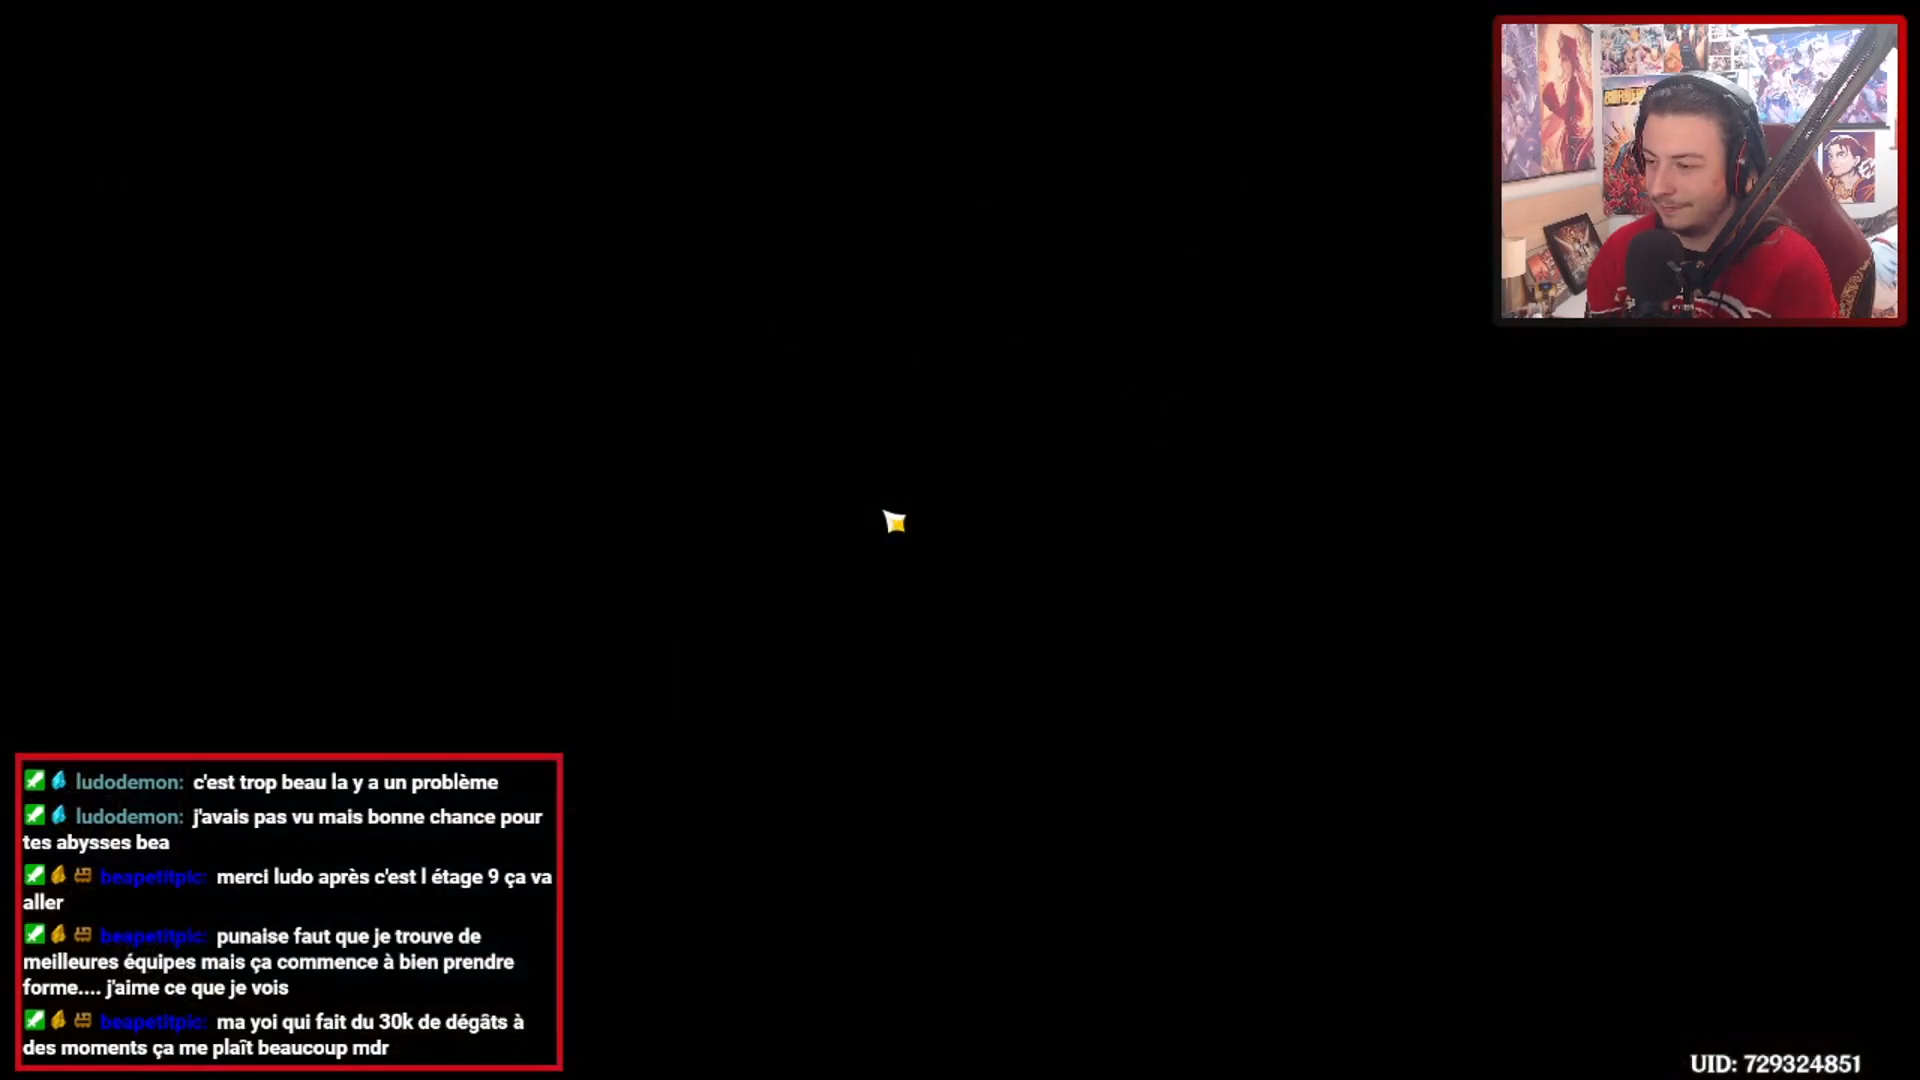 ludodemon: c'est trop beau la y a un problème
ludodemon: j'avais pas vu mais bonne chance pour
tes abysses bea
beapetitpic: merci ludo après c'est l étage 9 ça va
aller
beapetitpic: punaise faut que je trouve de
meilleures équipes mais ça commence à bien prendre
forme.... j'aime ce que je vois
beapetitpic: ma yoi qui fait du 30k de dégâts à
des moments ça me plaît beaucoup mdr
UID: 729324851